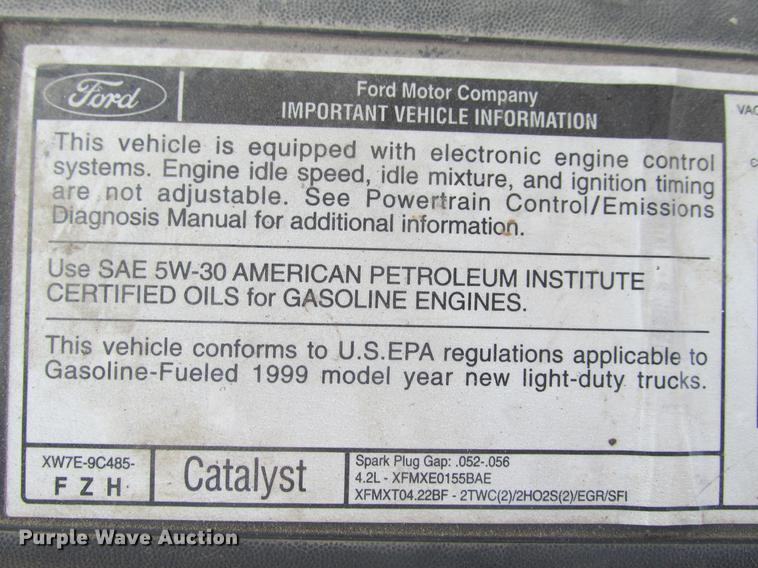 Ford
Ford Motor Company
IMPORTANT VEHICLE INFORMATION
This vehicle is equipped with electronic engine control
systems. Engine idle speed, idle mixture, and ignition timing
are not adjustable. See Powertrain Control/Emissions
Diagnosis Manual for additional information.
Use SAE 5W-30 AMERICAN PETROLEUM INSTITUTE
CERTIFIED OILS for GASOLINE ENGINES.
This vehicle conforms to U.S.EPA regulations applicable to
Gasoline-Fueled 1999 model year new light-duty trucks.
XW7E-9C485-
F Z H
Catalyst
Spark Plug Gap: .052-.056
4.2L - XFMXE0155BAE
XFMXT04.22BF - 2TWC(2)/2HO2S(2)/EGR/SFI
Purple Wave Auction